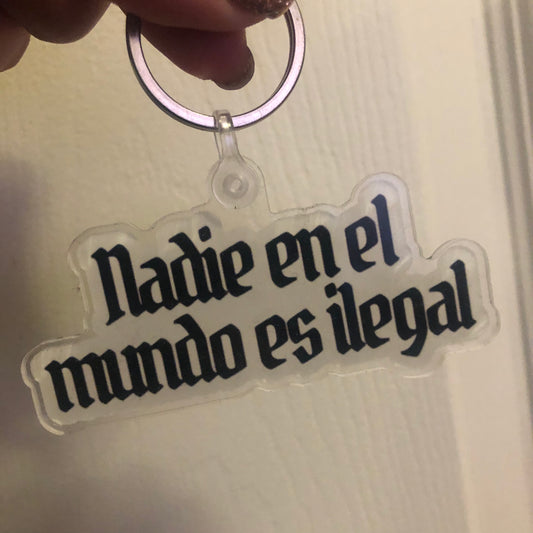 Nadie en el
mundo es ilegal